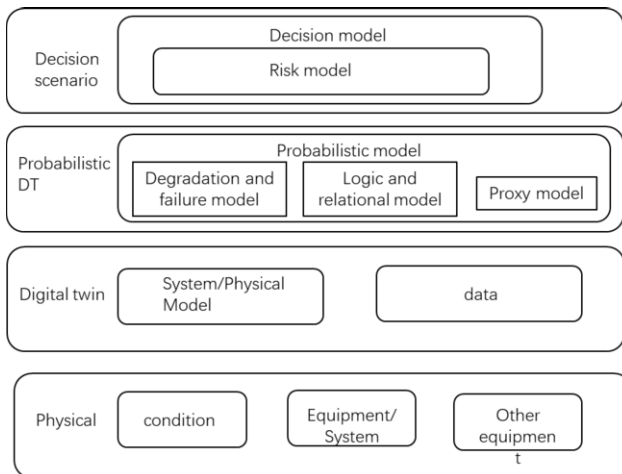 Decision model
Decision
scenario
Risk model
Probabilistic
DT
Probabilistic model
Degradation and
failure model
Logic and
relational model
Proxy model
Digital twin
System/Physical
Model
data
Physical
condition
Equipment/
System
Other
equipmen
t